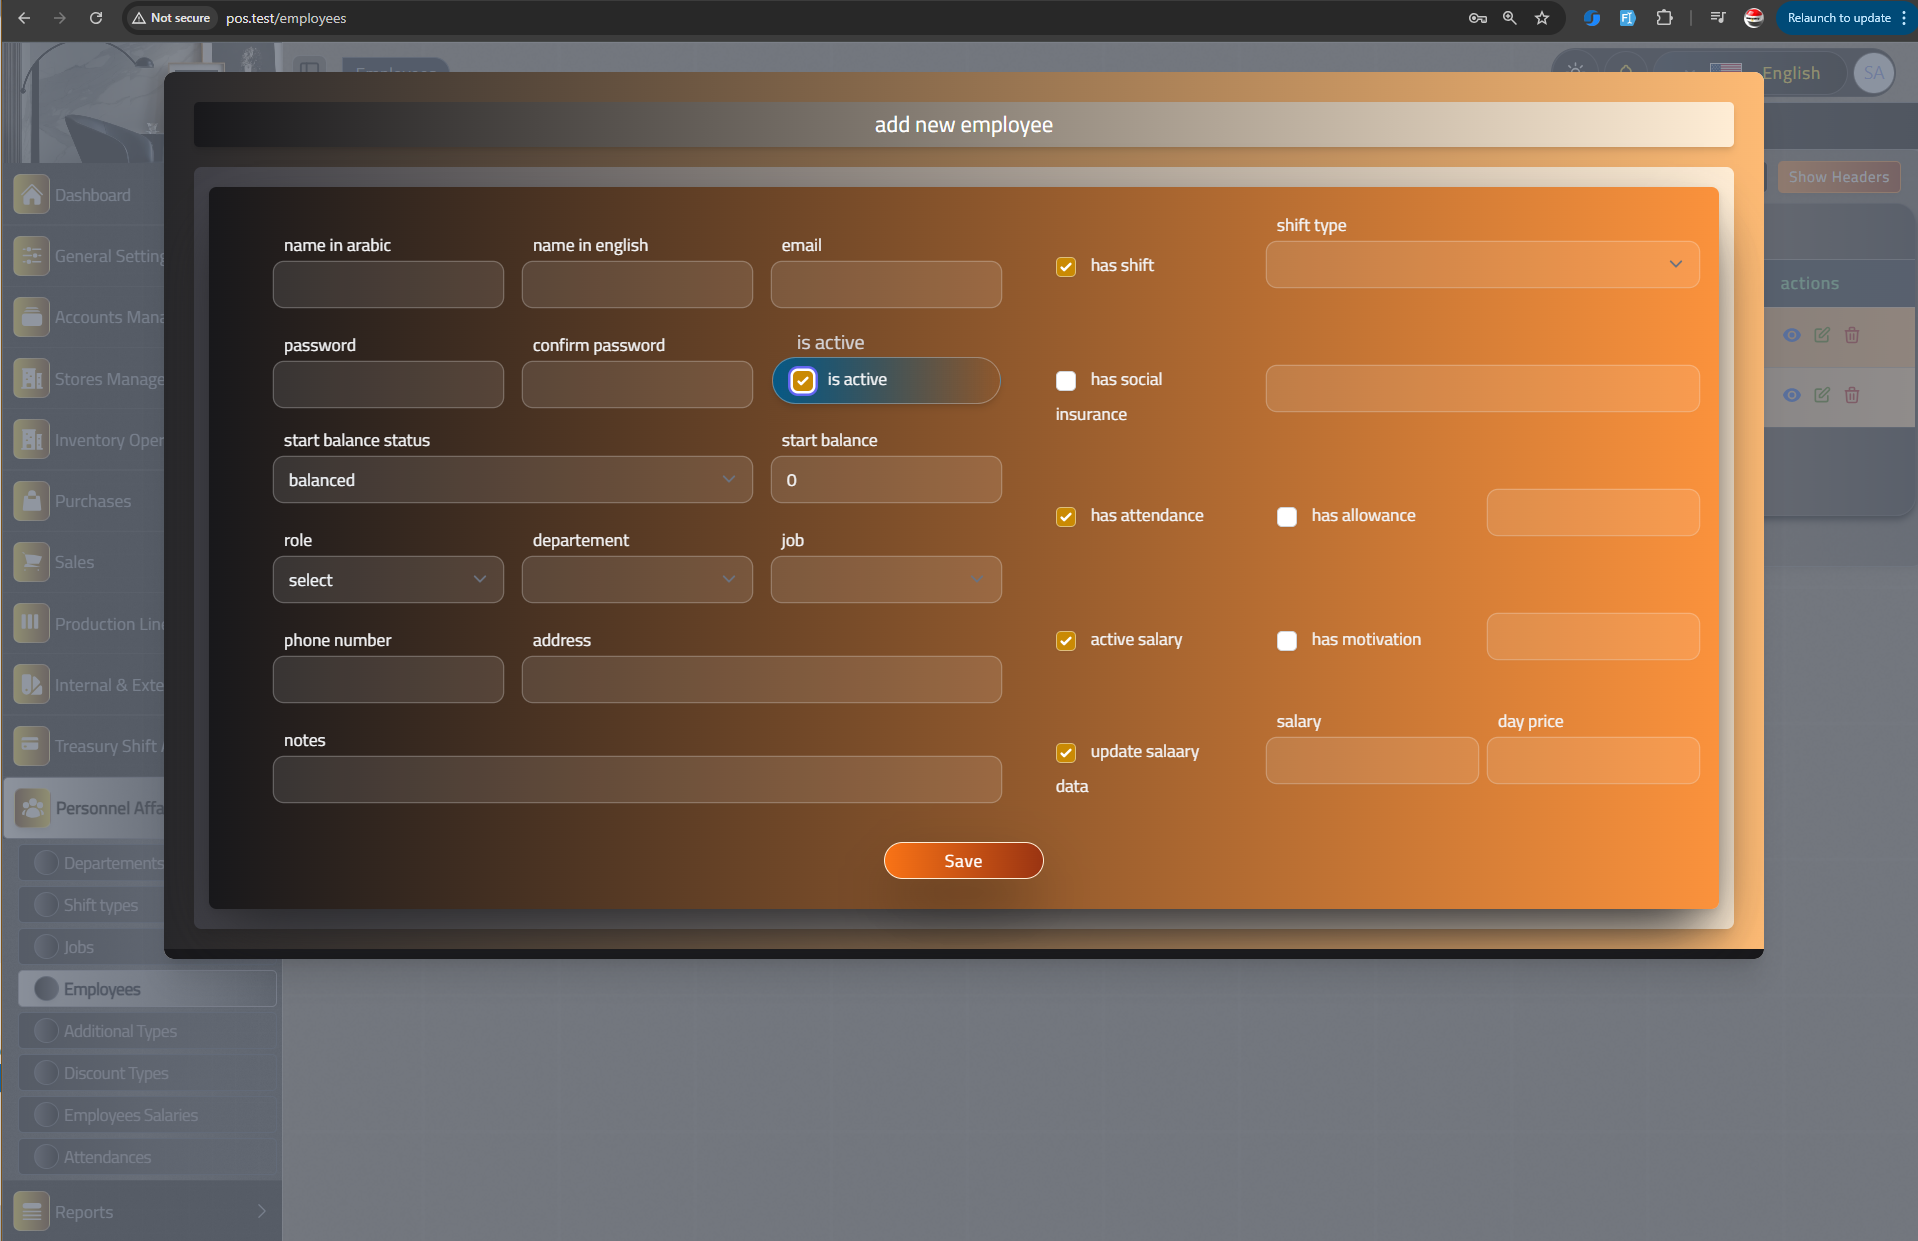 Not secure
pos.test/employees
Relaunch to update
Employees
English
SA
add new employee
Show Headers
actions
Dashboard
General Setting
Accounts Mana
Stores Manage
Inventory Oper
Purchases
Sales
Production Line
Internal & Exte
Treasury Shift A
Personnel Affa
Departements
Shift types
Jobs
Employees
Additional Types
Discount Types
Employees Salaries
Attendances
Reports
name in arabic
name in english
email
password
confirm password
is active
is active
start balance status
start balance
balanced
0
role
departement
job
select
phone number
address
notes
has shift
shift type
has social
insurance
has attendance
has allowance
active salary
has motivation
salary
day price
update salaary
data
Save